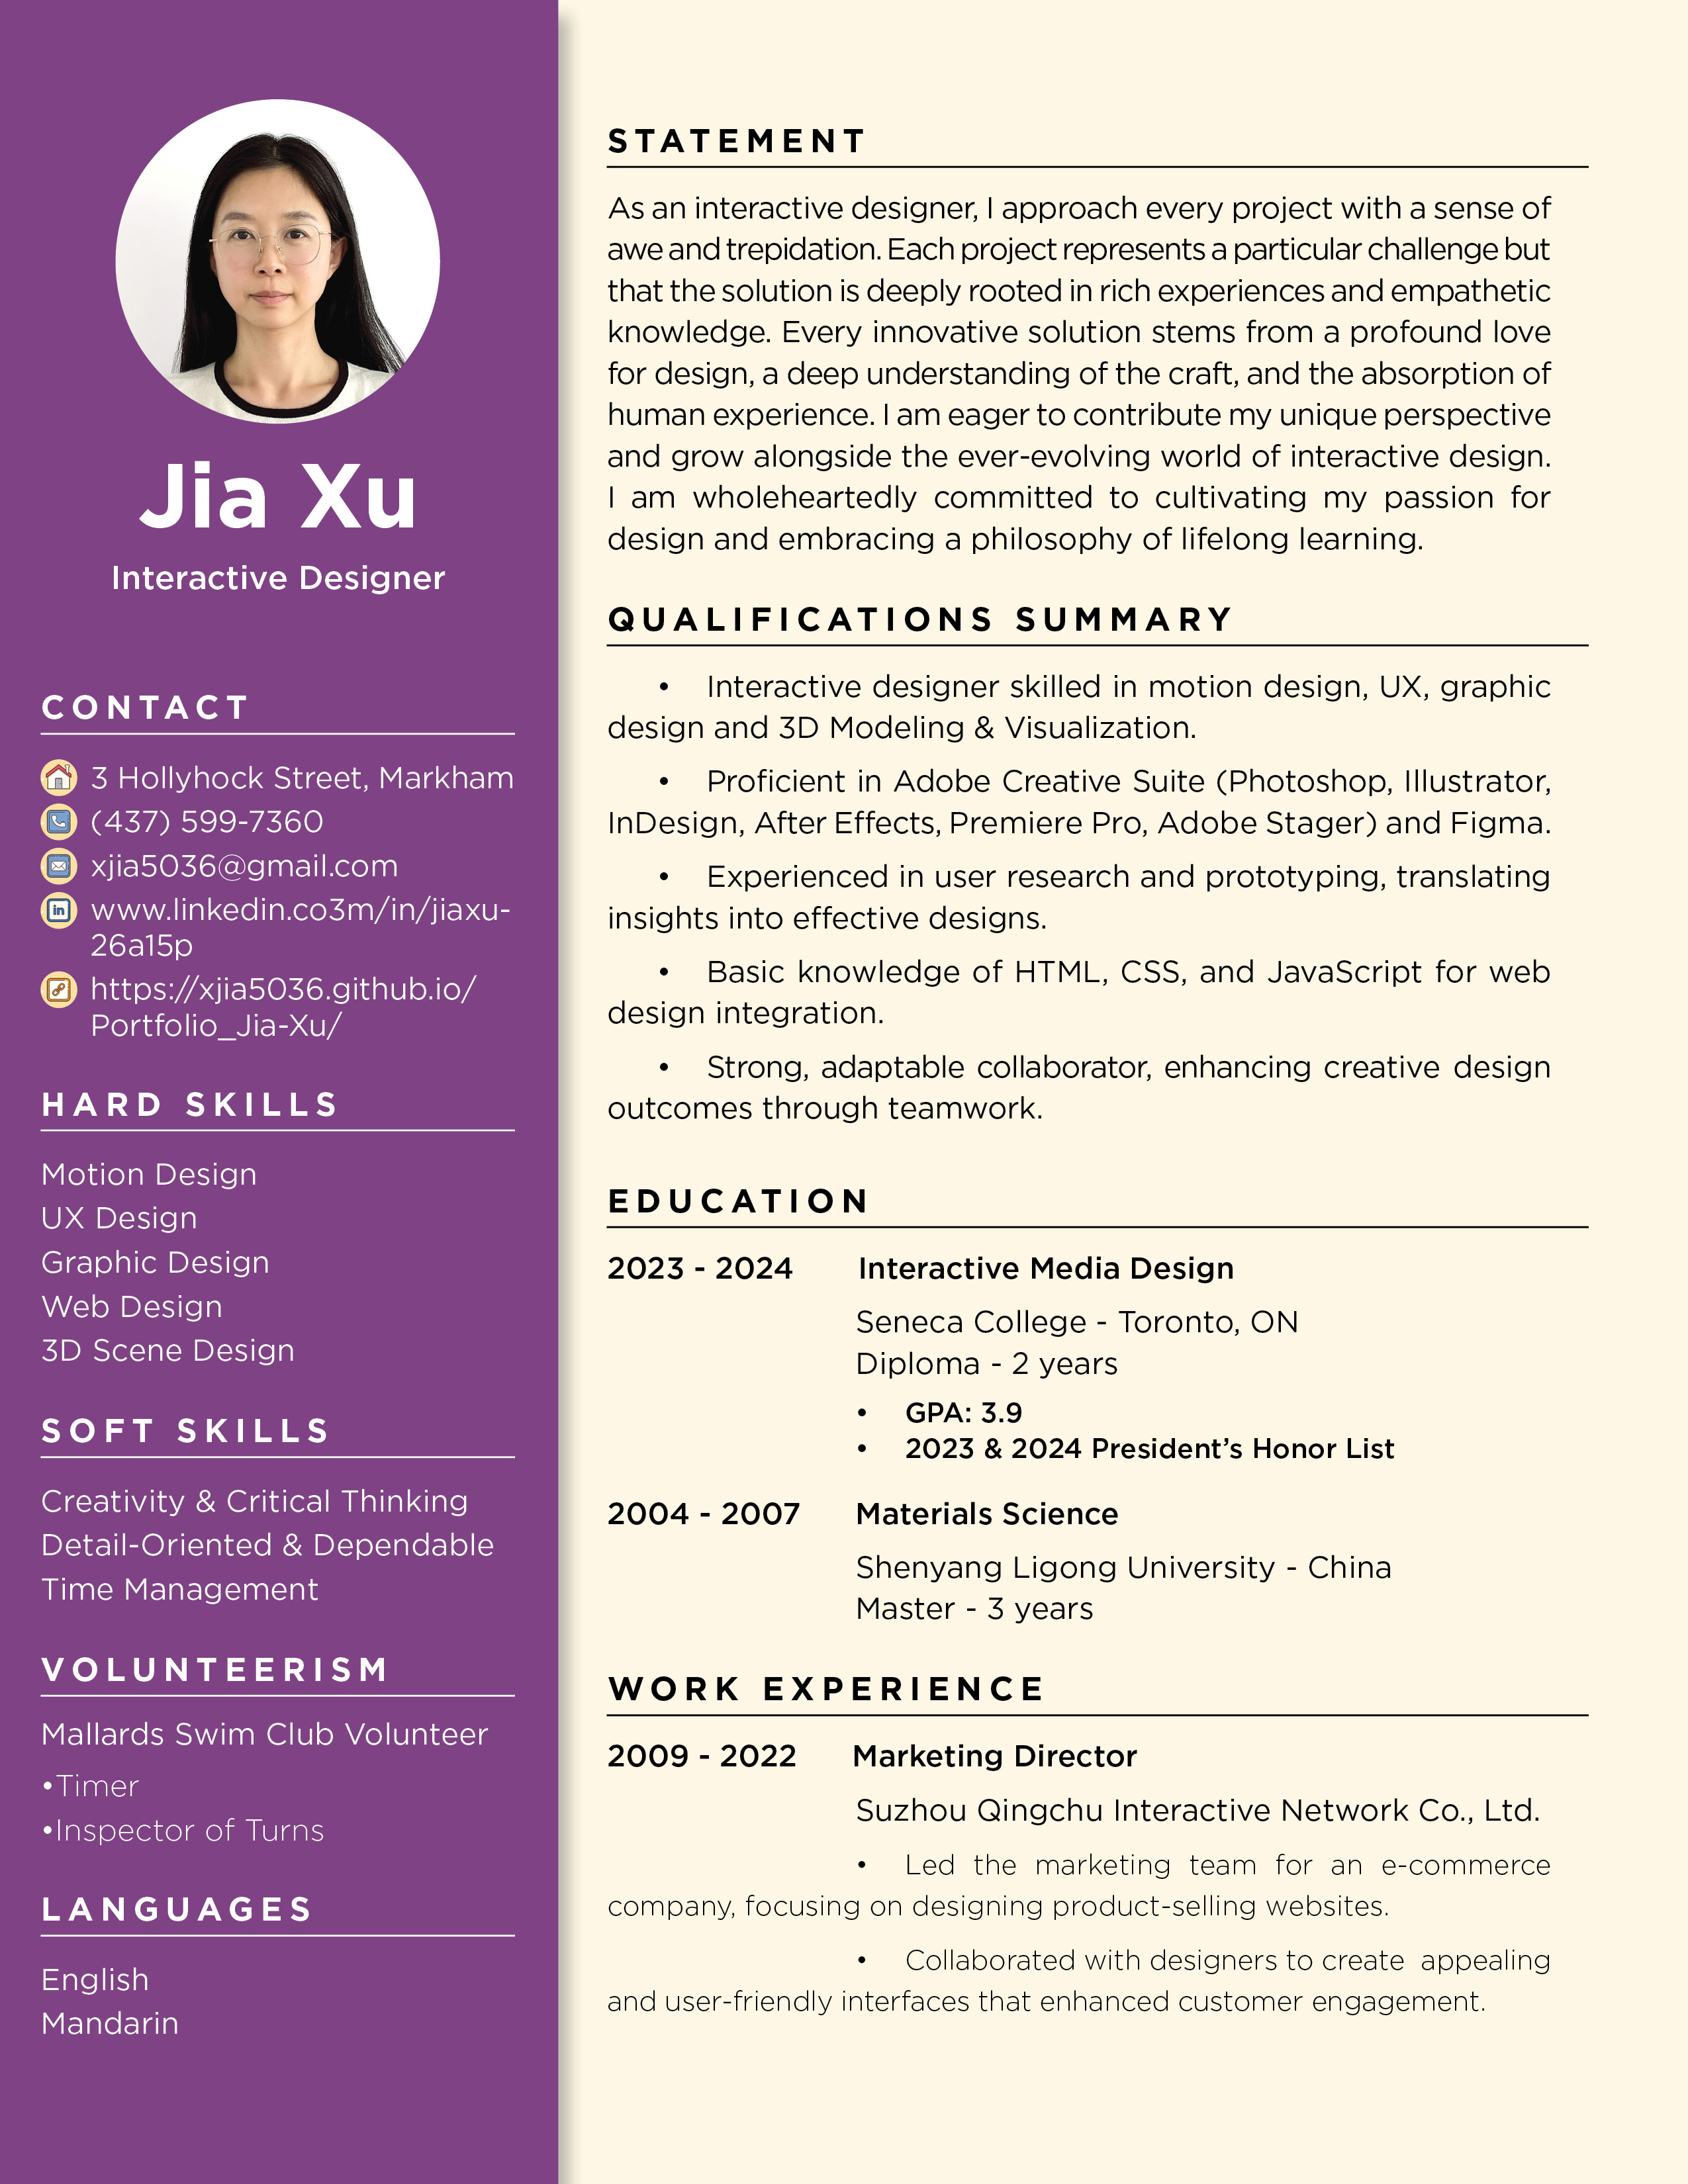 Jia Xu
Interactive Designer
CONTACT
3 Hollyhock Street, Markham
(437) 599-7360
xjia5036@gmail.com
www.linkedin.co3m/in/jiaxu-
26a15p
https://xjia5036.github.io/
Portfolio_Jia-Xu/
HARD SKILLS
Motion Design
UX Design
Graphic Design
Web Design
3D Scene Design
SOFT SKILLS
Creativity & Critical Thinking
Detail-Oriented & Dependable
Time Management
VOLUNTEERISM
Mallards Swim Club Volunteer
•Timer
•Inspector of Turns
LANGUAGES
English
Mandarin
STATEMENT
As an interactive designer, I approach every project with a sense of
awe and trepidation. Each project represents a particular challenge but
that the solution is deeply rooted in rich experiences and empathetic
knowledge. Every innovative solution stems from a profound love
for design, a deep understanding of the craft, and the absorption of
human experience. I am eager to contribute my unique perspective
and grow alongside the ever-evolving world of interactive design.
I am wholeheartedly committed to cultivating my passion for
design and embracing a philosophy of lifelong learning.
QUALIFICATIONS SUMMARY
• Interactive designer skilled in motion design, UX, graphic
design and 3D Modeling & Visualization.
• Proficient in Adobe Creative Suite (Photoshop, Illustrator,
InDesign, After Effects, Premiere Pro, Adobe Stager) and Figma.
• Experienced in user research and prototyping, translating
insights into effective designs.
• Basic knowledge of HTML, CSS, and JavaScript for web
design integration.
• Strong, adaptable collaborator, enhancing creative design
outcomes through teamwork.
EDUCATION
2023 - 2024 Interactive Media Design
Seneca College - Toronto, ON
Diploma - 2 years
• GPA: 3.9
• 2023 & 2024 President’s Honor List
2004 - 2007 Materials Science
Shenyang Ligong University - China
Master - 3 years
WORK EXPERIENCE
2009 - 2022 Marketing Director
Suzhou Qingchu Interactive Network Co., Ltd.
• Led the marketing team for an e-commerce
company, focusing on designing product-selling websites.
• Collaborated with designers to create appealing
and user-friendly interfaces that enhanced customer engagement.